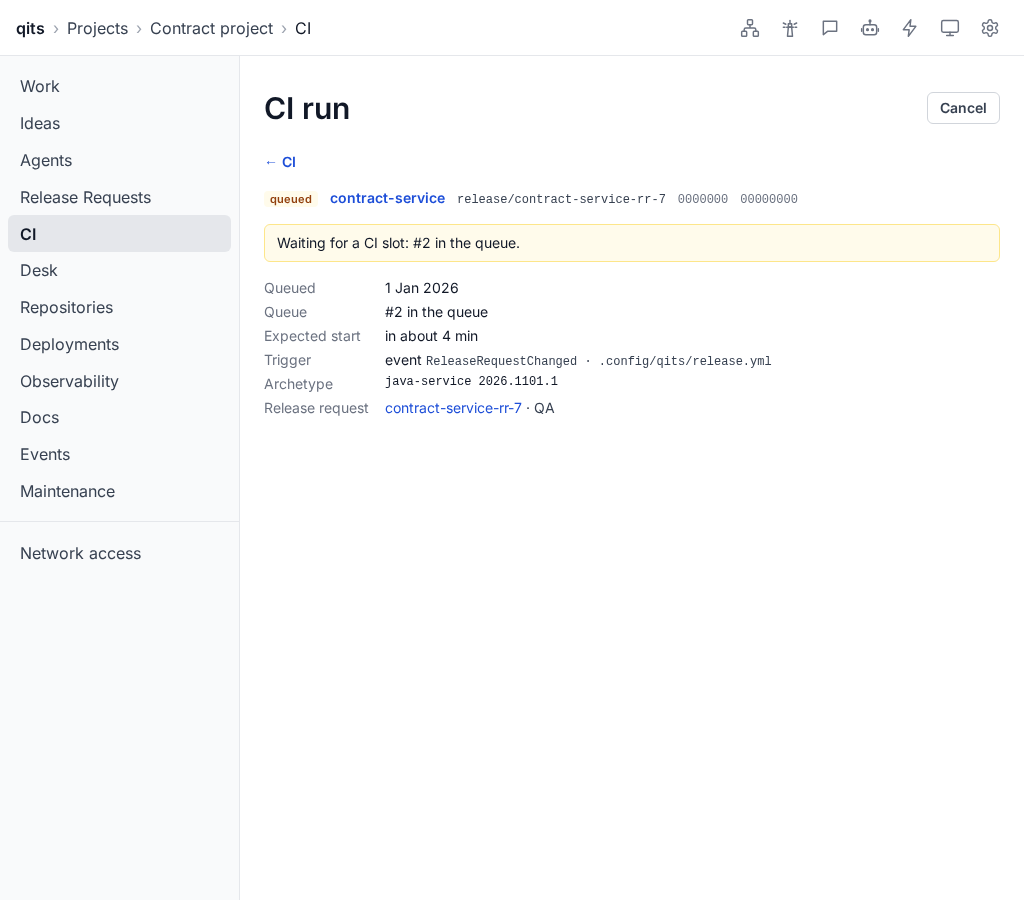 qits › Projects › Contract project › CI
Work
Ideas
Agents
Release Requests
CI
Desk
Repositories
Deployments
Observability
Docs
Events
Maintenance
Network access
CI run
Cancel
← CI
queued contract-service release/contract-service-rr-7 0000000 00000000
Waiting for a CI slot: #2 in the queue.
Queued 1 Jan 2026
Queue #2 in the queue
Expected start in about 4 min
Trigger event ReleaseRequestChanged · .config/qits/release.yml
Archetype java-service 2026.1101.1
Release request contract-service-rr-7 · QA